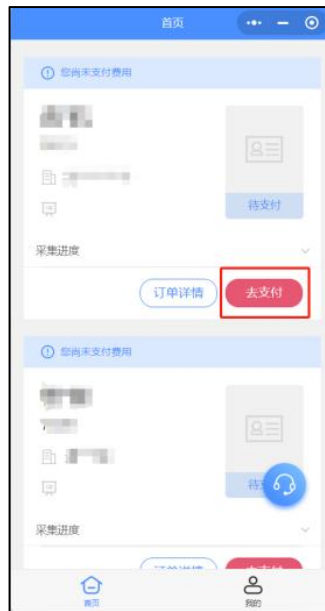 首页
您尚未支付费用
待支付
采集进度
订单详情
去支付
您尚未支付费用
待
采集进度
首页
我的